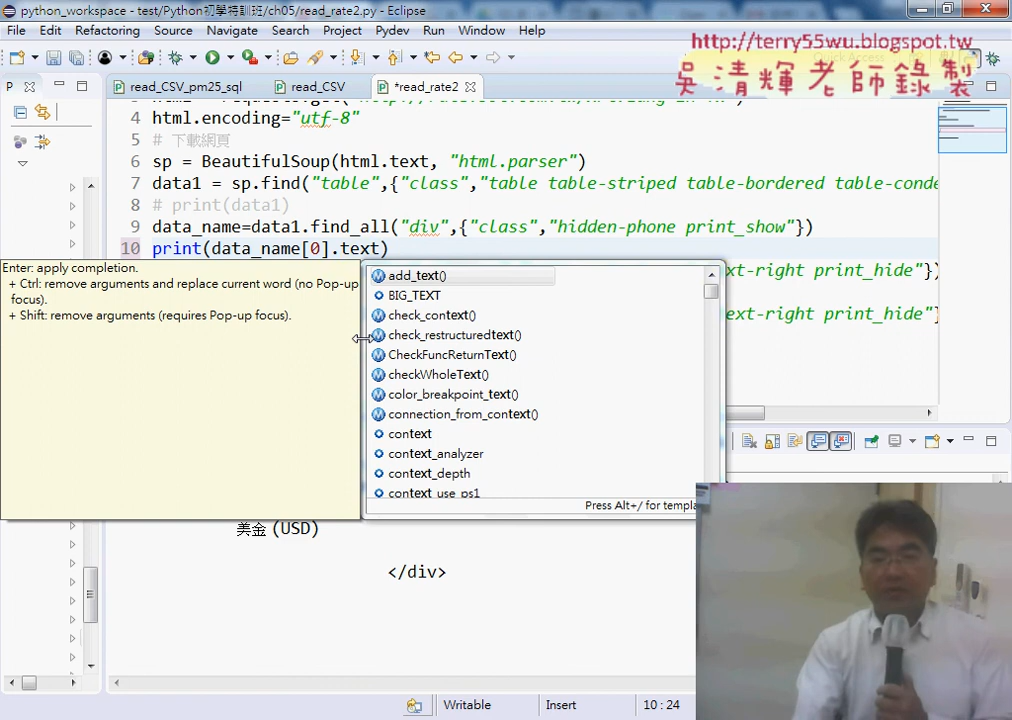 python_workspace - test/Python初學特訓班/ch05/read_rate2.py - Eclipse
File Edit Refactoring Source Navigate Search Project Pydev Run Window Help
http://terry55wu.blogspot.tw
吳清輝老師錄製
P
read_CSV_pm25_sql
read_CSV
*read_rate2
4 html.encoding="utf-8"
5 # 下載網頁
6 sp = BeautifulSoup(html.text, "html.parser")
7 data1 = sp.find("table",{"class","table table-striped table-bordered table-conde
8 # print(data1)
9 data_name=data1.find_all("div",{"class","hidden-phone print_show"})
10 print(data_name[0].text)
xt-right print_hide"})
ext-right print_hide"]
Enter: apply completion.
+ Ctrl: remove arguments and replace current word (no Pop-up
focus).
+ Shift: remove arguments (requires Pop-up focus).
add_text()
BIG_TEXT
check_context()
check_restructuredtext()
CheckFuncReturnText()
checkWholeText()
color_breakpoint_text()
connection_from_context()
context
context_analyzer
context_depth
context_use_ps1
Press Alt+/ for templa
美金 (USD)
</div>
Writable Insert 10 : 24